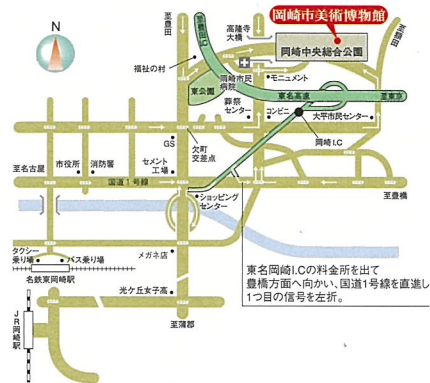 岡崎市美術博物館
至豊田
高隆寺
大橋
至豊田I.C
岡崎中央総合公園
至豊田
N
福祉の村
岡崎市民
病院
モニュメント
東公園
東名高速
至東京
葬祭
センター
コンビニ
大平市民センター
GS
欠町
交差点
岡崎I.C
至名古屋
市役所
消防署
セメント
工場
国道1号線
至豊橋
ショッピング
センター
タクシー
乗り場
バス乗り場
メガネ店
名鉄東岡崎駅
東名岡崎I.Cの料金所を出て
豊橋方面へ向かい、国道1号線を直進し
1つ目の信号を左折。
光ケ丘女子高
JR岡崎駅
至蒲郡